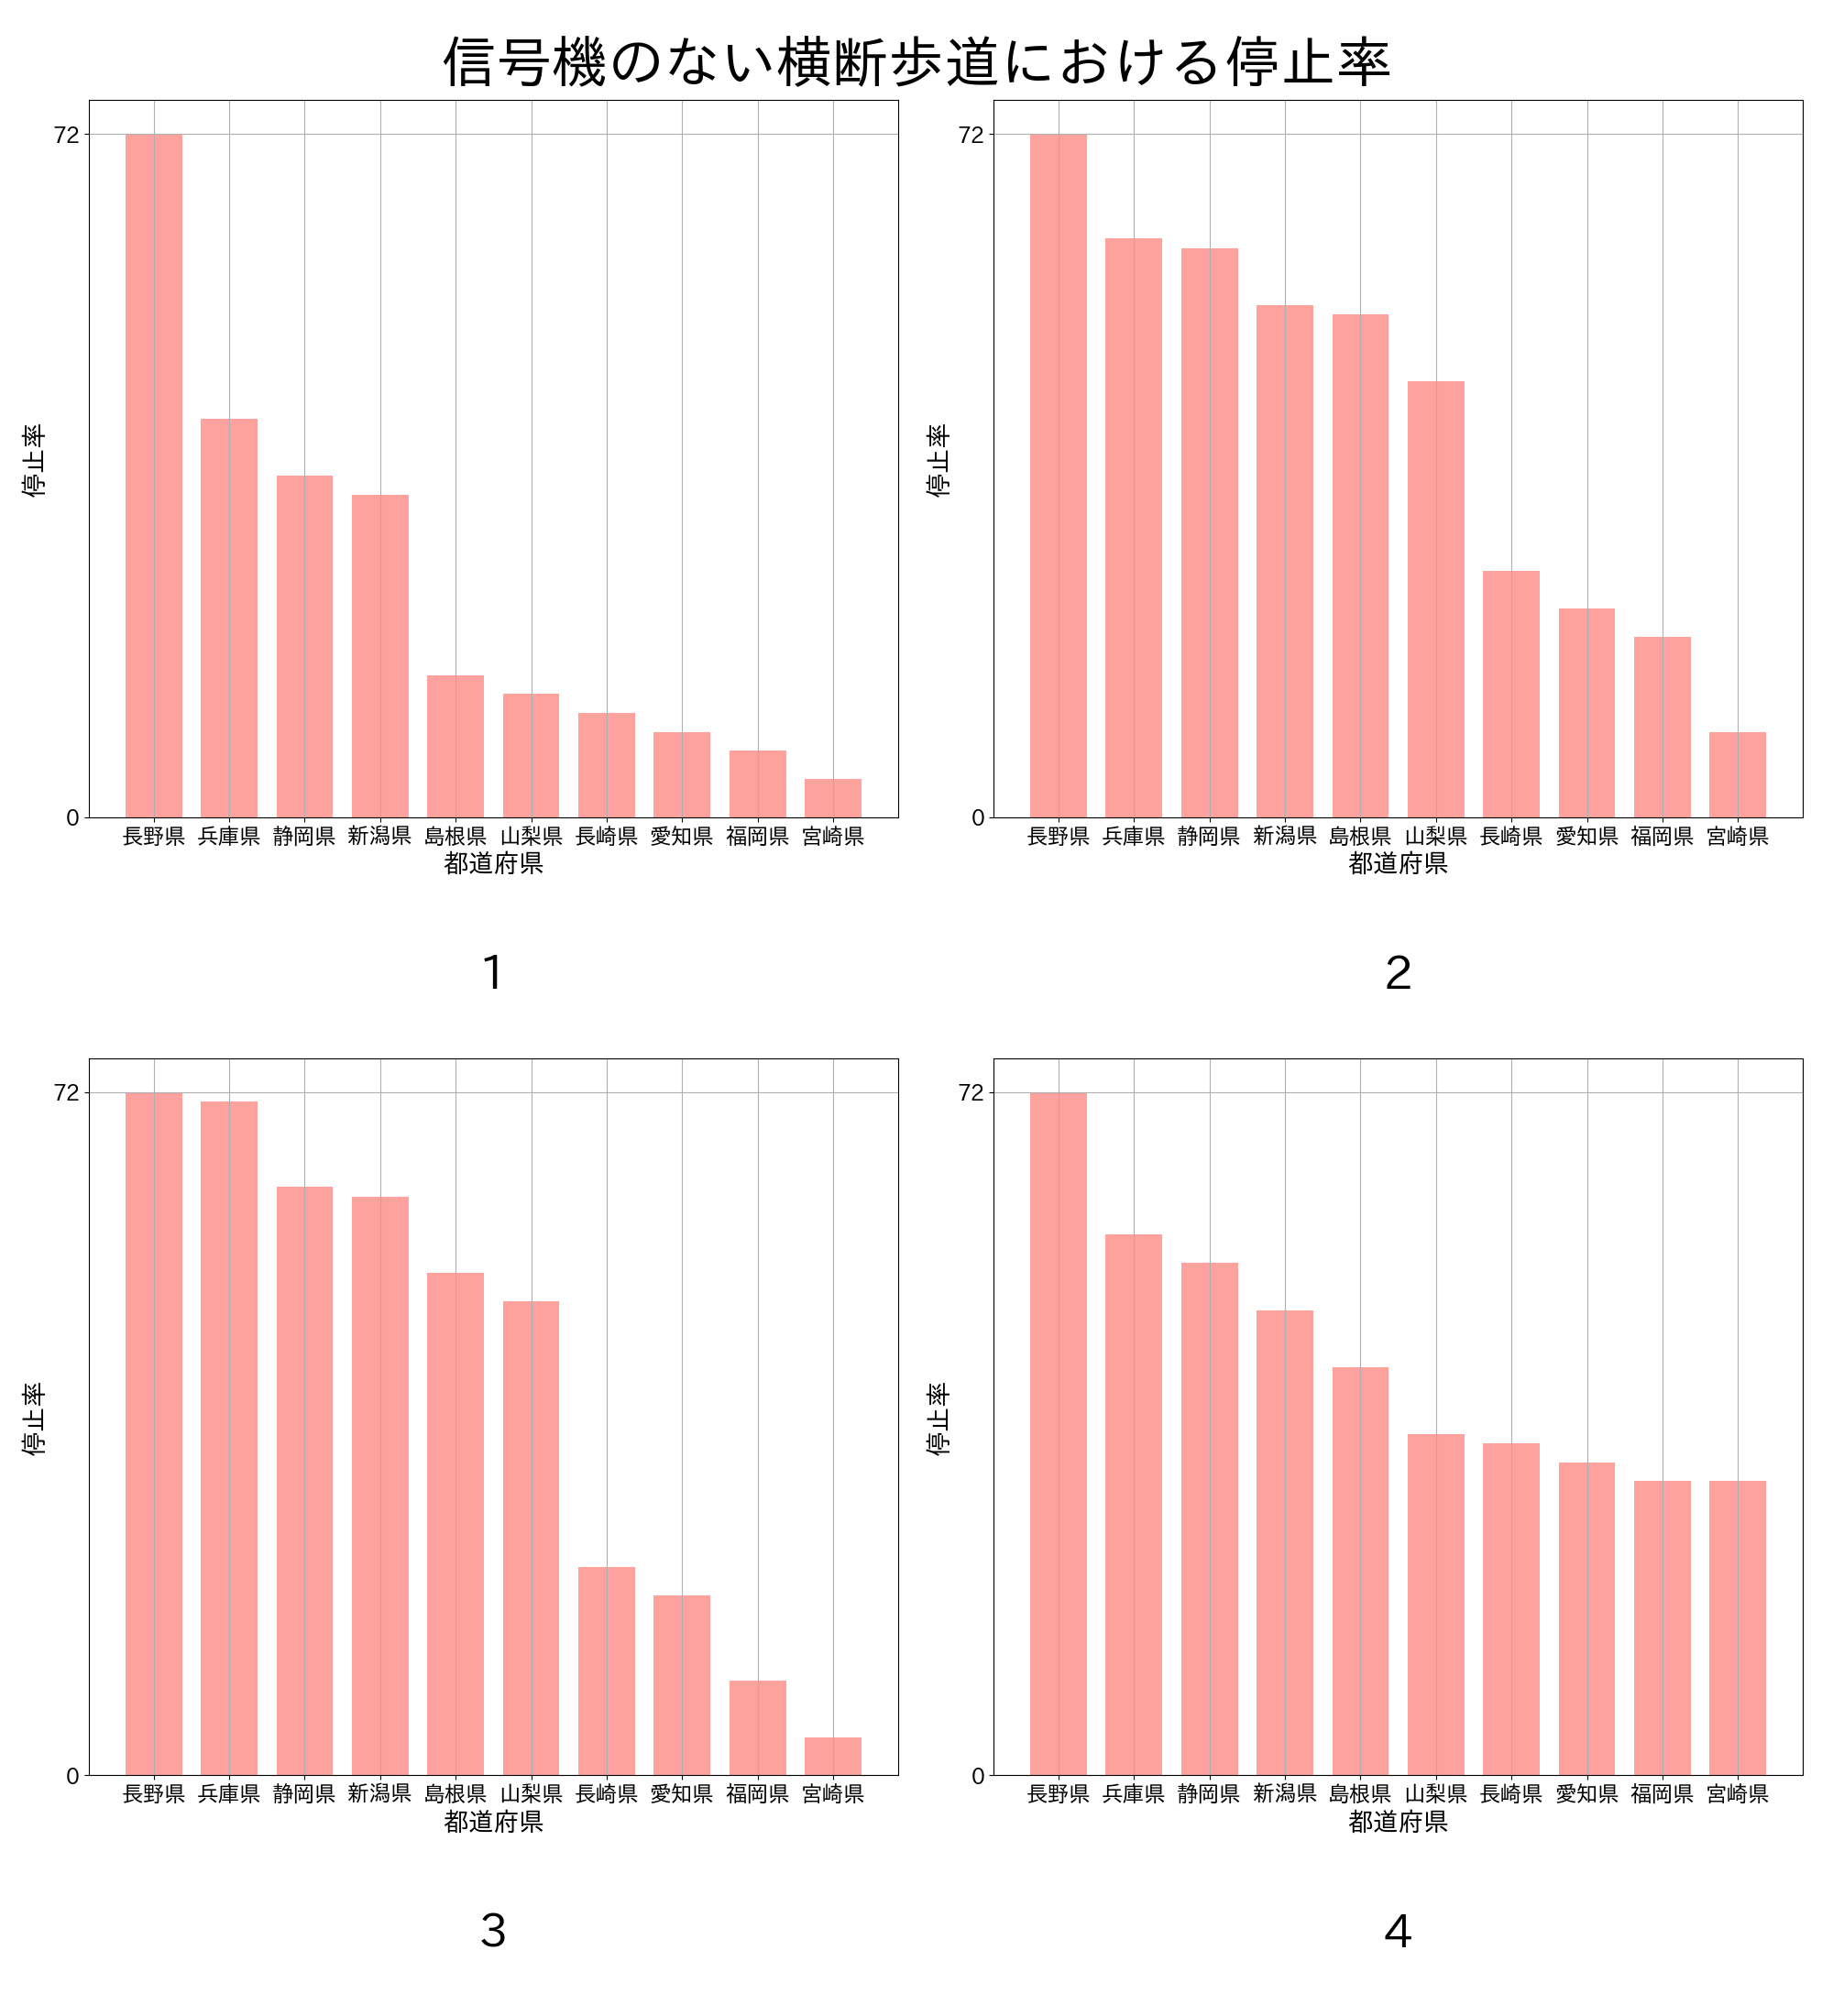 信号機のない横断歩道における停止率
72
停止率
0
長野県 兵庫県 静岡県 新潟県 島根県 山梨県 長崎県 愛知県 福岡県 宮崎県
都道府県
1
72
停止率
0
長野県 兵庫県 静岡県 新潟県 島根県 山梨県 長崎県 愛知県 福岡県 宮崎県
都道府県
2
72
停止率
0
長野県 兵庫県 静岡県 新潟県 島根県 山梨県 長崎県 愛知県 福岡県 宮崎県
都道府県
3
72
停止率
0
長野県 兵庫県 静岡県 新潟県 島根県 山梨県 長崎県 愛知県 福岡県 宮崎県
都道府県
4